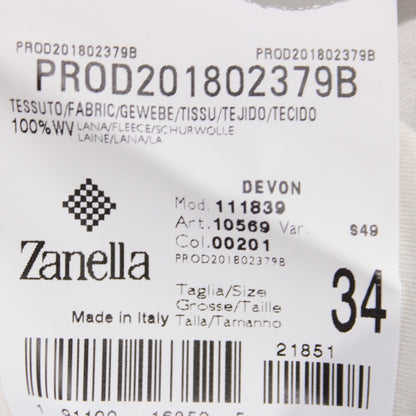 PROD201802379B PROD201802379B
PROD201802379B
TESSUTO/FABRIC/GEWEBE/TISSU/TEJIDO/TECIDO
100%WV LANA/FLEECE/SCHURWOLLE
LAINE/LANA/LA
DEVON
Mod. 111839
Art. 10569 Var. S49
Col. 00201
PROD201802379B
Zanella
Taglia/Size
Grosse/Taille
Talla/Tamanno
34
Made in Italy
21851